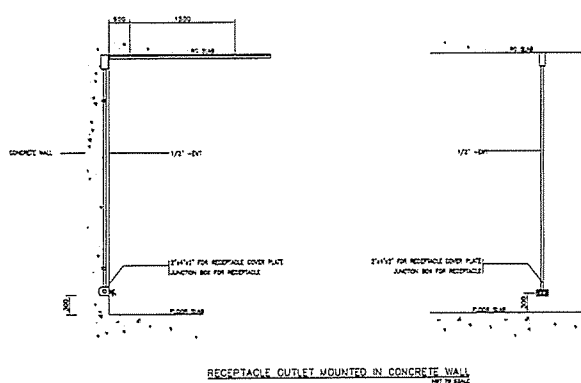 600 1500
RC SLAB
RC SLAB
CONCRETE WALL
1/2" -EMT
1/2" -EMT
2"x4"x2" FOR RECEPTACLE COVER PLATE
JUNCTION BOX FOR RECEPTACLE
2"x4"x2" FOR RECEPTACLE COVER PLATE
JUNCTION BOX FOR RECEPTACLE
300
FLOOR SLAB
300
FLOOR SLAB
RECEPTACLE OUTLET MOUNTED IN CONCRETE WALL
NOT TO SCALE